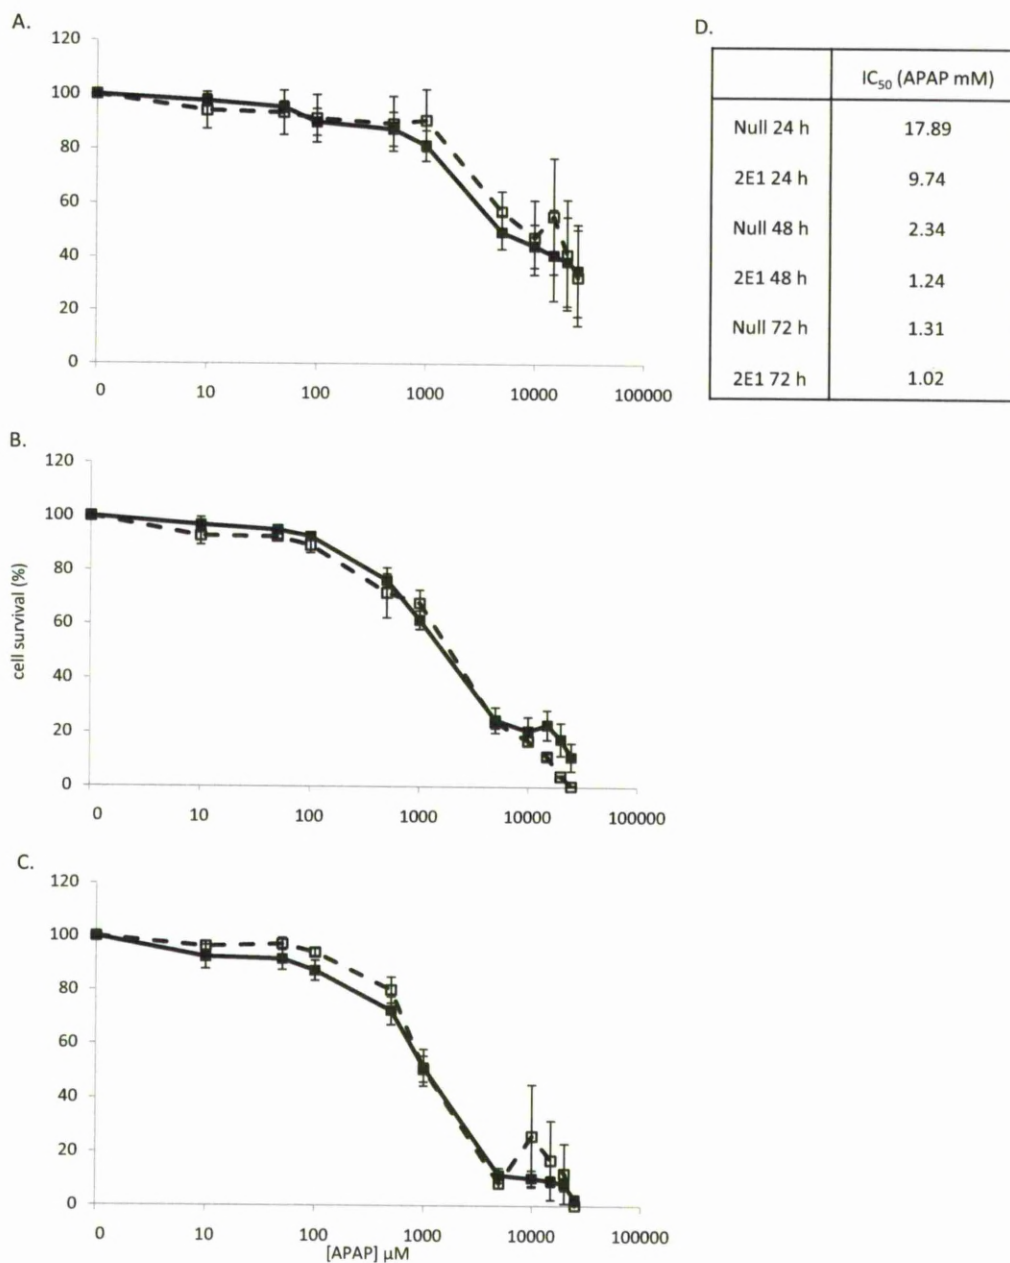 A.
120
100
80
60
40
20
0
0 10 100 1000 10000 100000
D.
IC50 (APAP mM)
Null 24 h 17.89
2E1 24 h 9.74
Null 48 h 2.34
2E1 48 h 1.24
Null 72 h 1.31
2E1 72 h 1.02
B.
120
100
80
60
40
20
0
cell survival (%)
0 10 100 1000 10000 100000
C.
120
100
80
60
40
20
0
0 10 100 1000 10000 100000
[APAP] µM